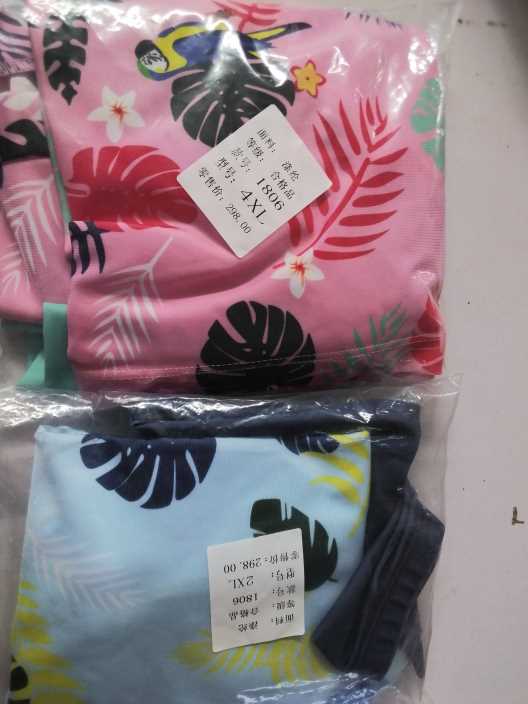 面料: 涤纶
等级: 合格品
款号: 1806
型号: 4XL
零售价: 298.00
面料: 涤纶
等级: 合格品
款号: 1806
型号: 2XL
零售价: 298.00